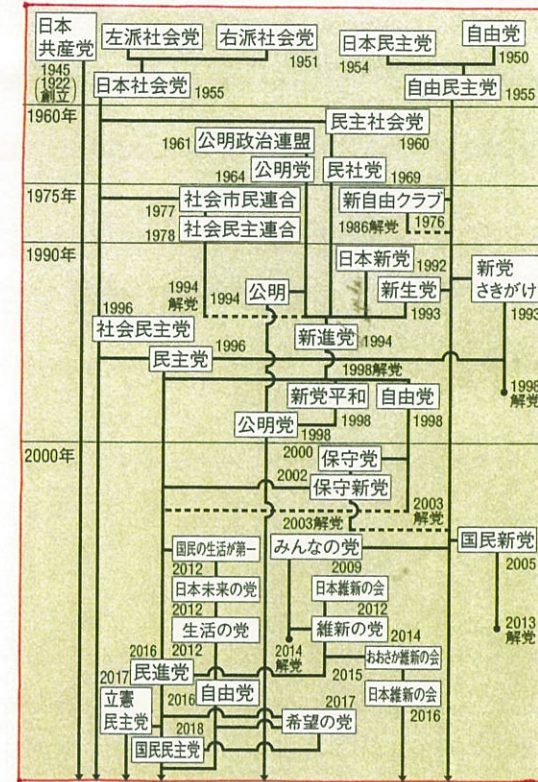 日本
共産党
1945
(1922
創立)
左派社会党
右派社会党
1951
日本社会党
1955
日本民主党
1954
自由党
1950
自由民主党
1955
1960年
民主社会党
1960
公明政治連盟
1961
公明党
1964
民社党
1969
1975年
社会市民連合
1977
社会民主連合
1978
新自由クラブ
1976
1986解党
1990年
日本新党
1992
新党
さきがけ
1993
公明
1994
1994
解党
新生党
1993
社会民主党
1996
新進党
1994
民主党
1996
1998解党
1998
解党
新党平和
1998
自由党
1998
公明党
1998
2000年
保守党
2000
保守新党
2002
2003
解党
2003解党
国民の生活が第一
2012
みんなの党
2009
国民新党
2005
日本未来の党
2012
日本維新の会
2012
生活の党
2012
維新の党
2014
2014
解党
2013
解党
おおさか維新の会
2015
民進党
2016
2016
自由党
日本維新の会
2016
立憲
民主党
2017
希望の党
2017
国民民主党
2018